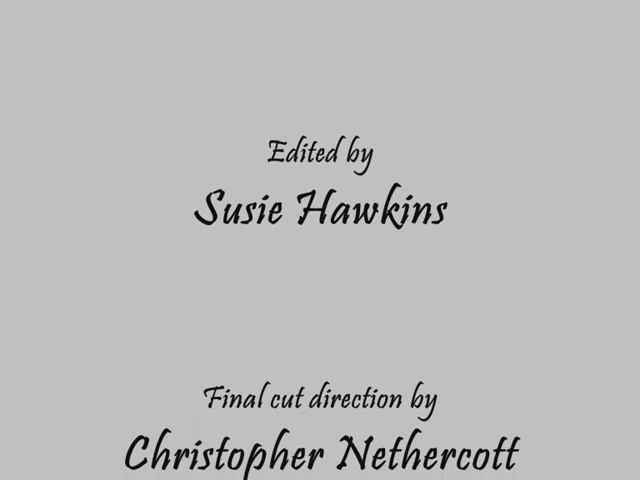 Edited by
Susie Hawkins
Final cut direction by
Christopher Nethercott